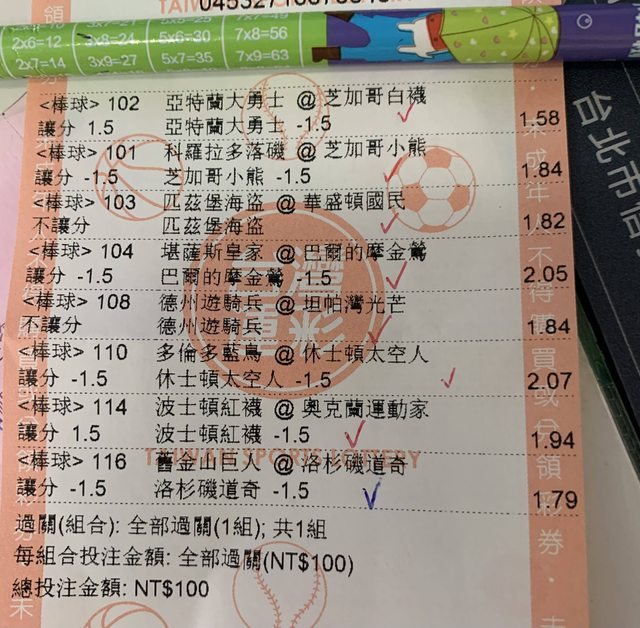 2x6=12 3x8=24 5x6=30 7x8=56
2x7=14 3x9=27 5x7=35 7x9=63
<棒球> 102 亞特蘭大勇士 @ 芝加哥白襪
讓分 1.5 亞特蘭大勇士 -1.5 1.58
<棒球> 101 科羅拉多落磯 @ 芝加哥小熊
讓分 -1.5 芝加哥小熊 -1.5 1.84
<棒球> 103 匹茲堡海盜 @ 華盛頓國民
不讓分 匹茲堡海盜 1.82
<棒球> 104 堪薩斯皇家 @ 巴爾的摩金鶯
讓分 -1.5 巴爾的摩金鶯 -1.5 2.05
<棒球> 108 德州遊騎兵 @ 坦帕灣光芒
不讓分 德州遊騎兵 1.84
<棒球> 110 多倫多藍鳥 @ 休士頓太空人
讓分 -1.5 休士頓太空人 -1.5 2.07
<棒球> 114 波士頓紅襪 @ 奧克蘭運動家
讓分 1.5 波士頓紅襪 -1.5 1.94
<棒球> 116 舊金山巨人 @ 洛杉磯道奇
讓分 -1.5 洛杉磯道奇 -1.5 1.79
TAIWAN SPORTS LOTTERY
過關(組合): 全部過關(1組); 共1組
每組合投注金額: 全部過關(NT$100)
總投注金額: NT$100
台北市